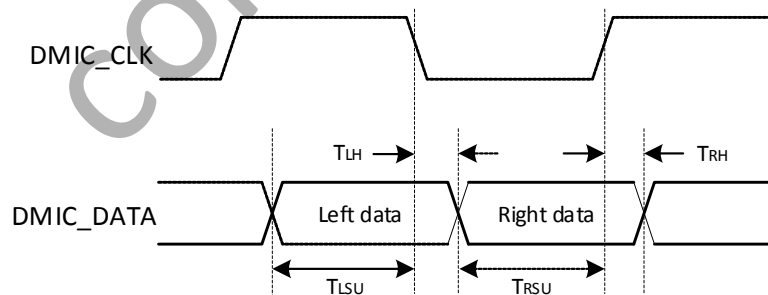 DMIC_CLK
TLH
TRH
DMIC_DATA
Left data
Right data
TLSU
TRSU